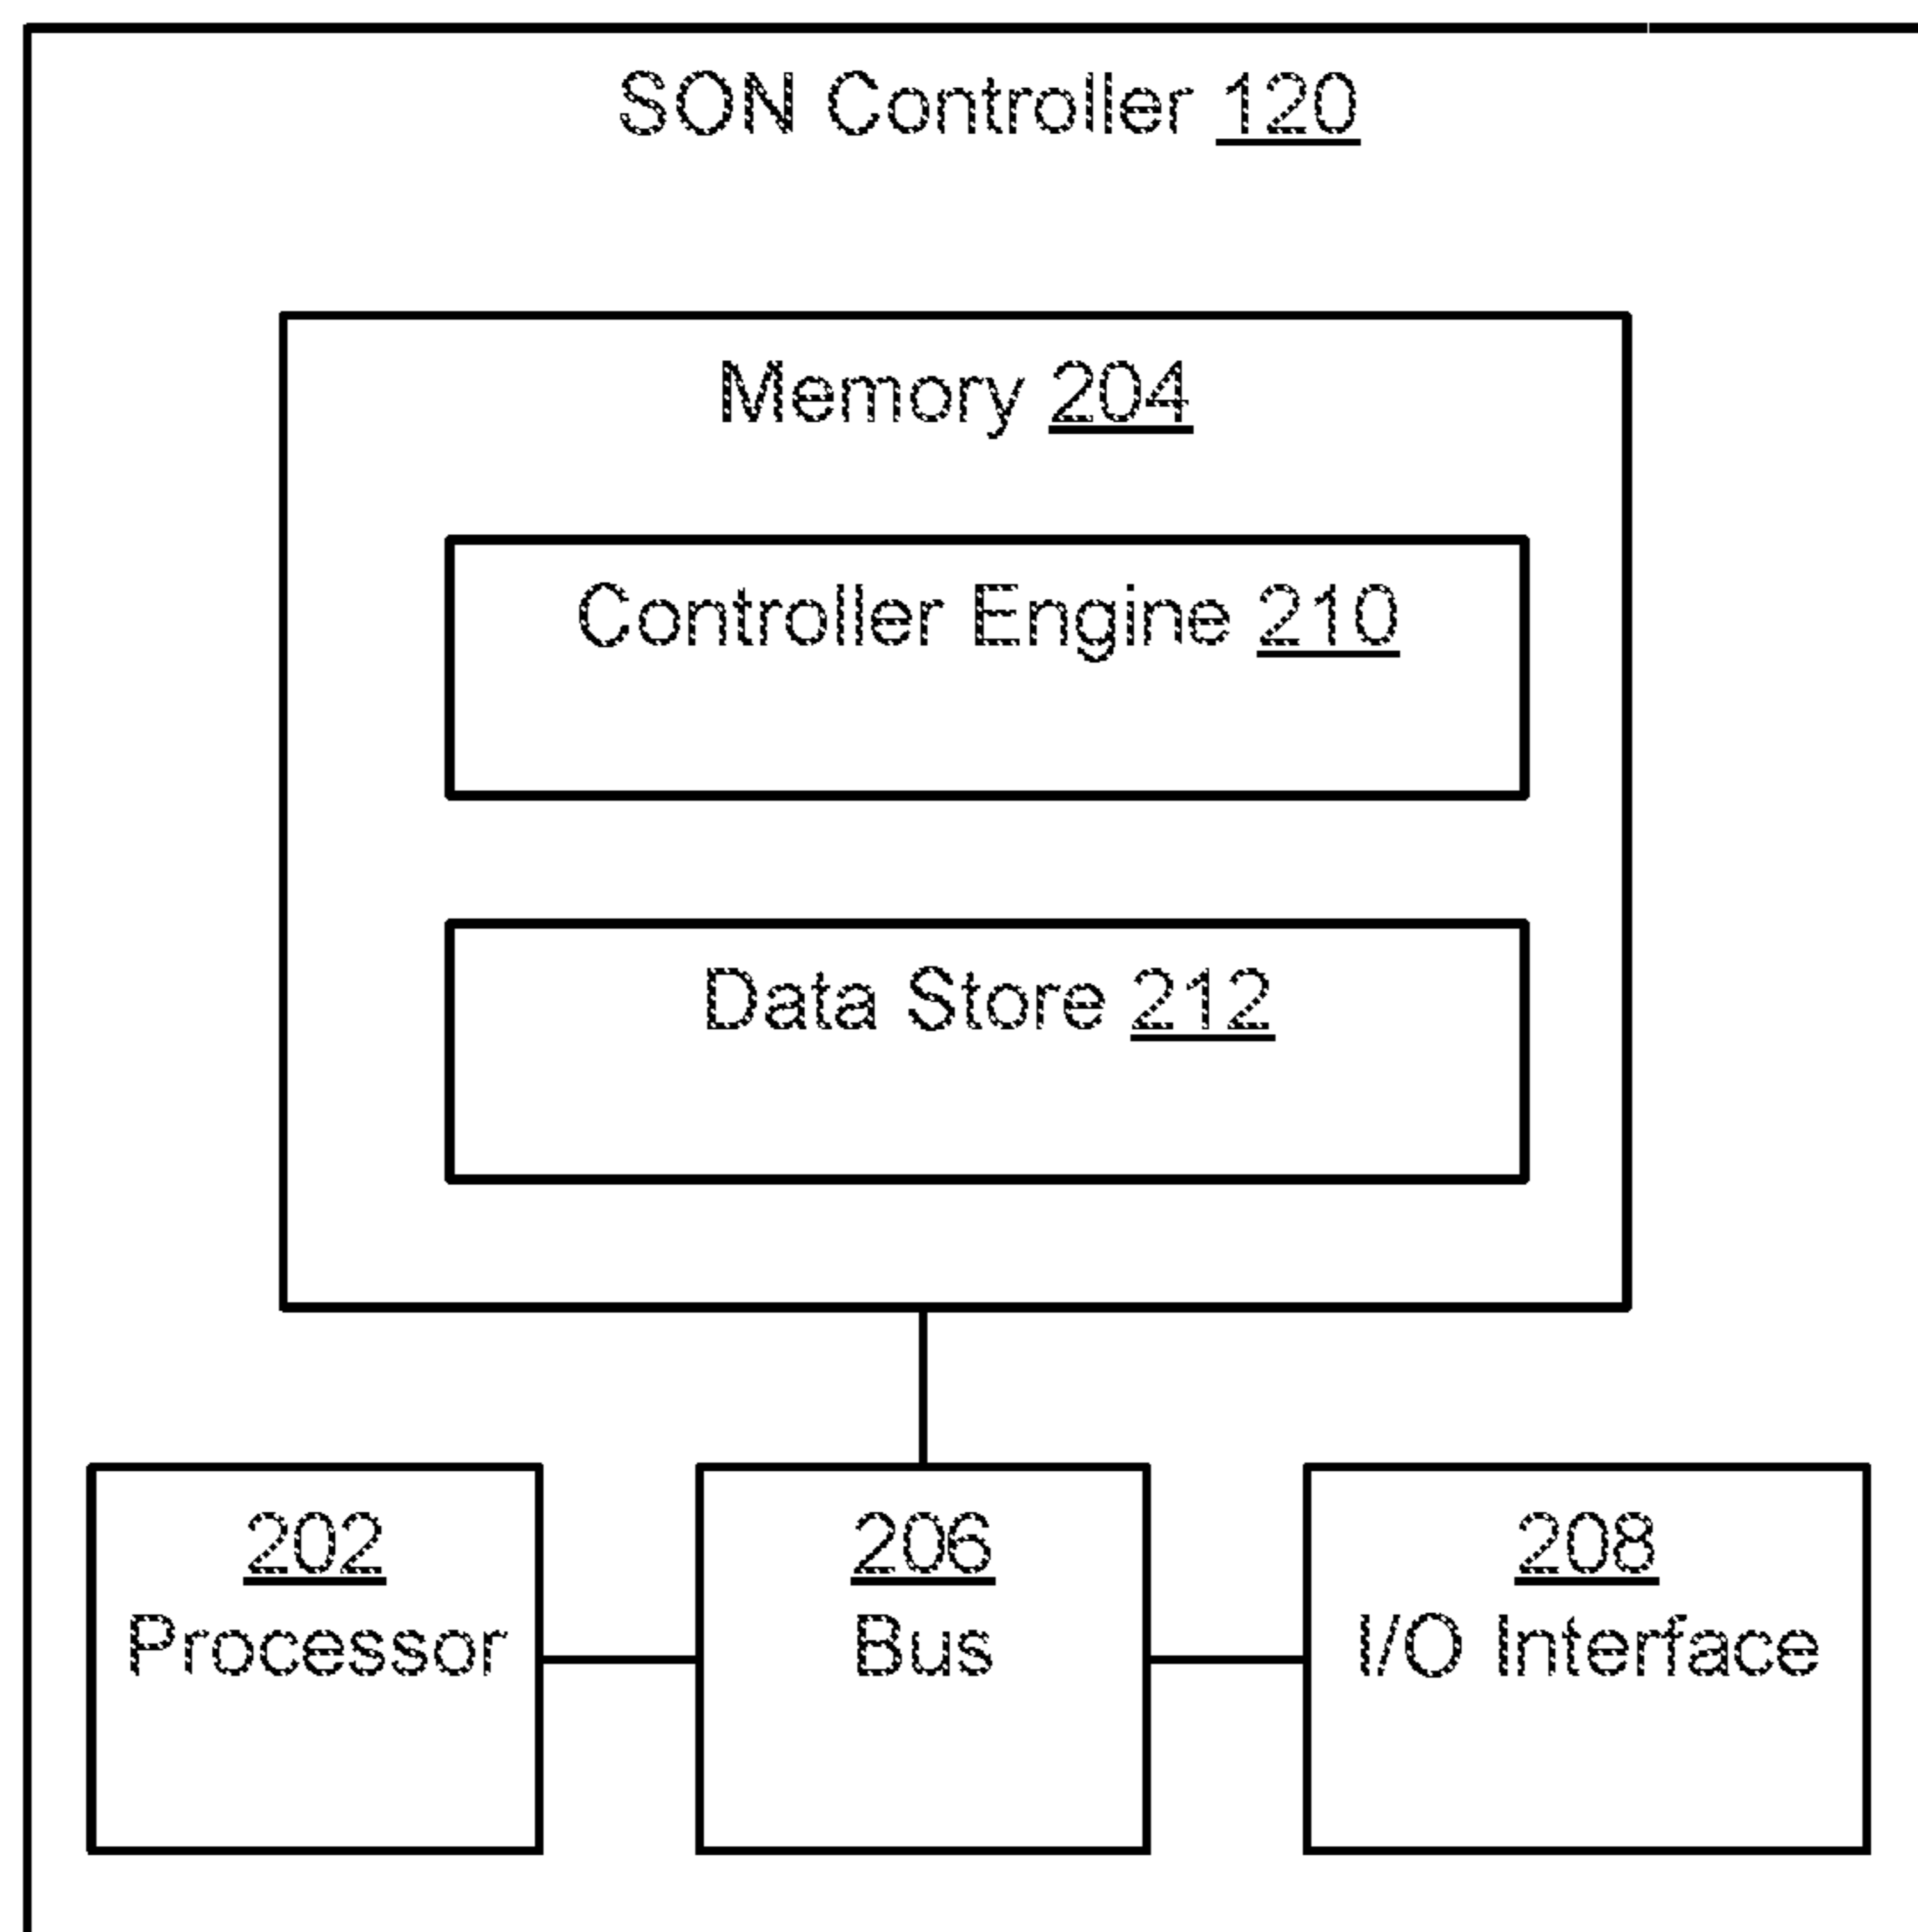 SON Controller 120
Memory 204
Controller Engine 210
Data Store 212
202
Processor
206
Bus
208
I/O Interface